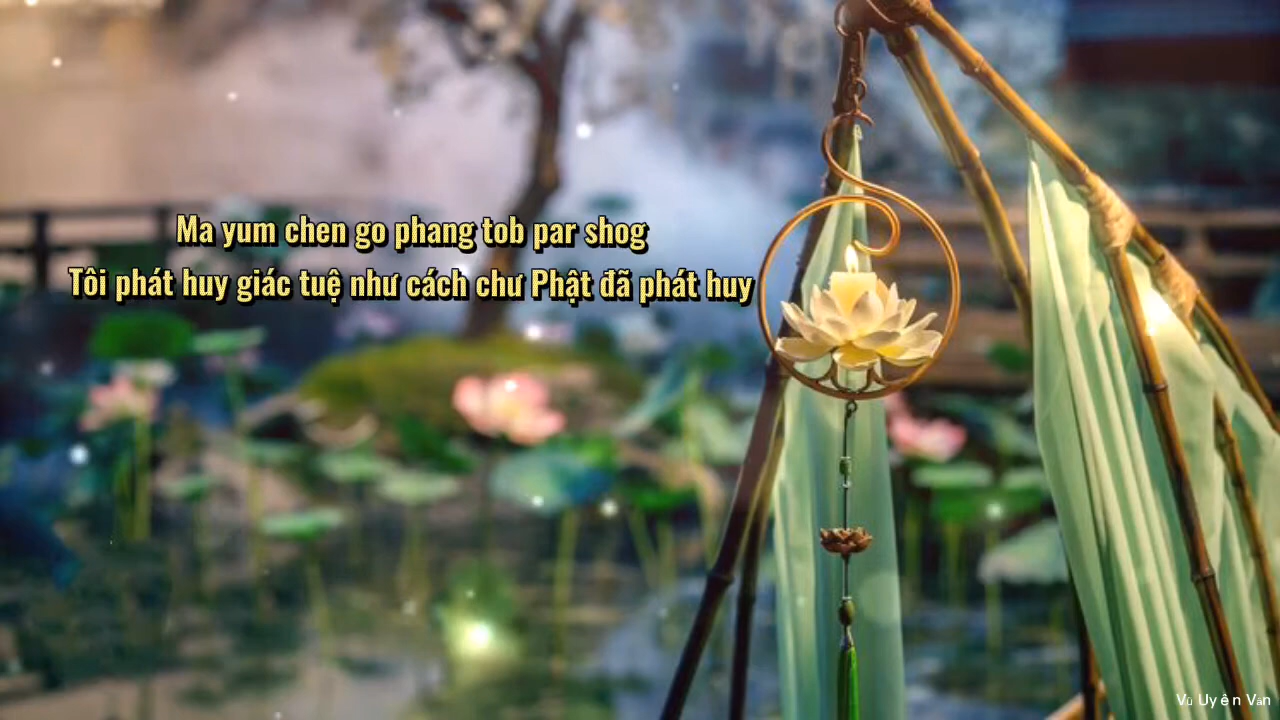 Ma yum chen go phang tob par shog
Tôi phát huy giác tuệ như cách chư Phật đã phát huy
Vũ Uyên Vân